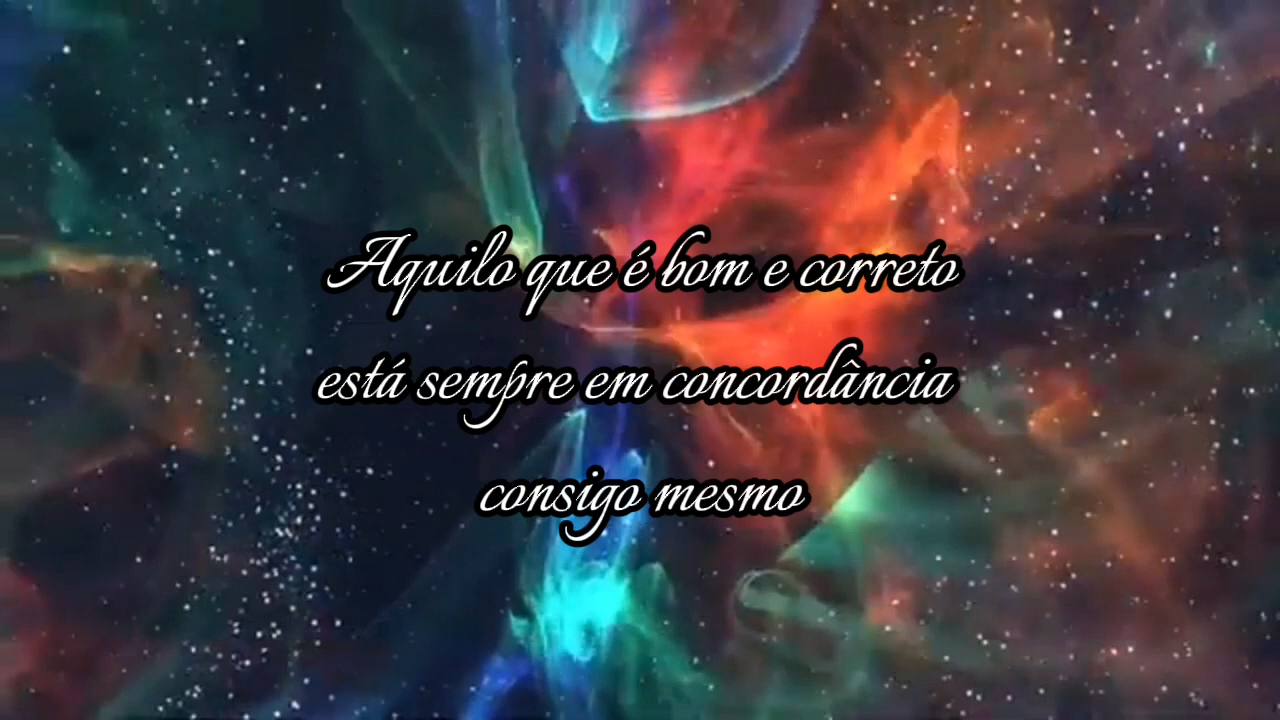 Aquilo que é bom e correto
está sempre em concordância
consigo mesmo